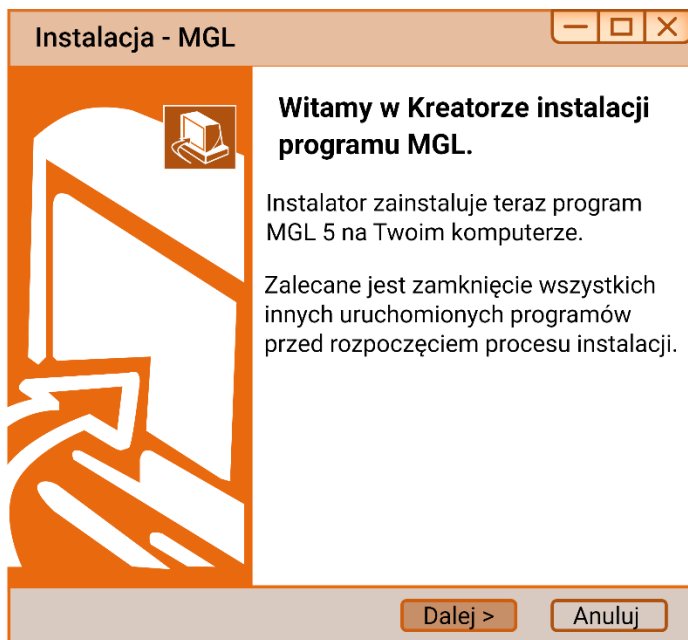 Instalacja - MGL
Witamy w Kreatorze instalacji
programu MGL.
Instalator zainstaluje teraz program
MGL 5 na Twoim komputerze.
Zalecane jest zamknięcie wszystkich
innych uruchomionych programów
przed rozpoczęciem procesu instalacji.
Dalej >
Anuluj